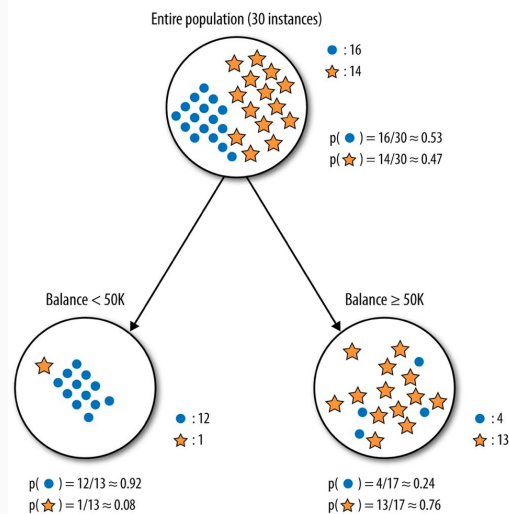 Entire population (30 instances)
: 16
: 14
p( ) = 16/30 ≈ 0.53
p( ) = 14/30 ≈ 0.47
Balance < 50K
Balance ≥ 50K
: 12
: 1
: 4
: 13
p( ) = 12/13 ≈ 0.92
p( ) = 1/13 ≈ 0.08
p( ) = 4/17 ≈ 0.24
p( ) = 13/17 ≈ 0.76